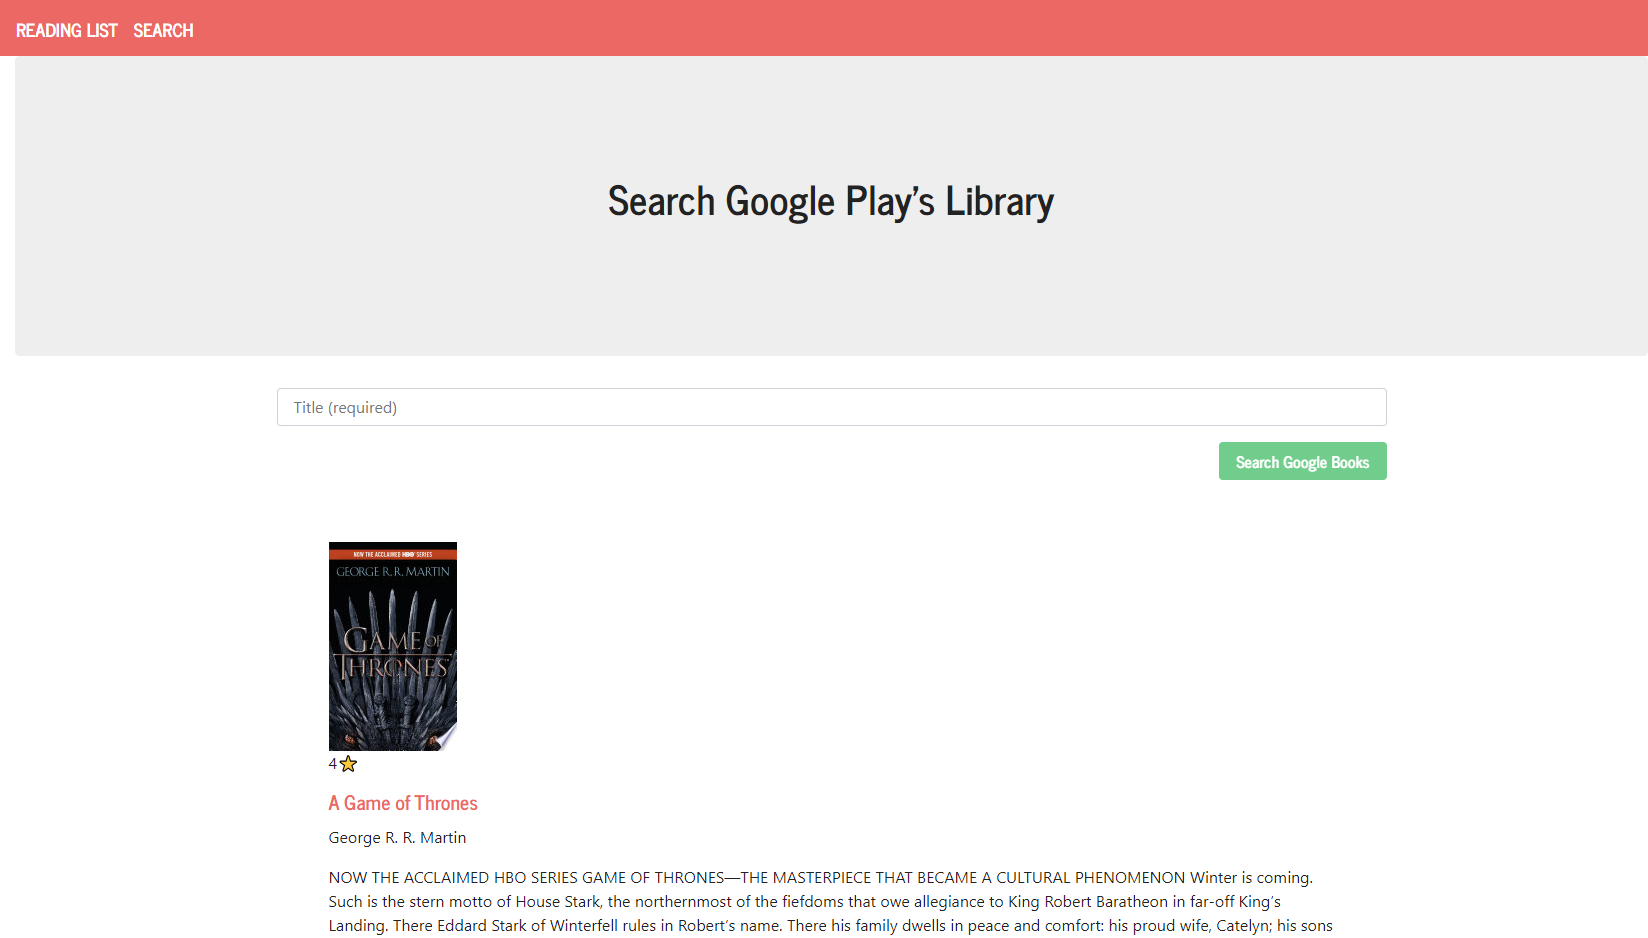 READING LIST SEARCH
Search Google Play's Library
Title (required)
Search Google Books
NOW THE ACCLAIMED HBO SERIES
GEORGE R. R. MARTIN
GAME OF
THRONES
4
A Game of Thrones
George R. R. Martin
NOW THE ACCLAIMED HBO SERIES GAME OF THRONES—THE MASTERPIECE THAT BECAME A CULTURAL PHENOMENON Winter is coming.
Such is the stern motto of House Stark, the northernmost of the fiefdoms that owe allegiance to King Robert Baratheon in far-off King's
Landing. There Eddard Stark of Winterfell rules in Robert's name. There his family dwells in peace and comfort: his proud wife, Catelyn; his sons